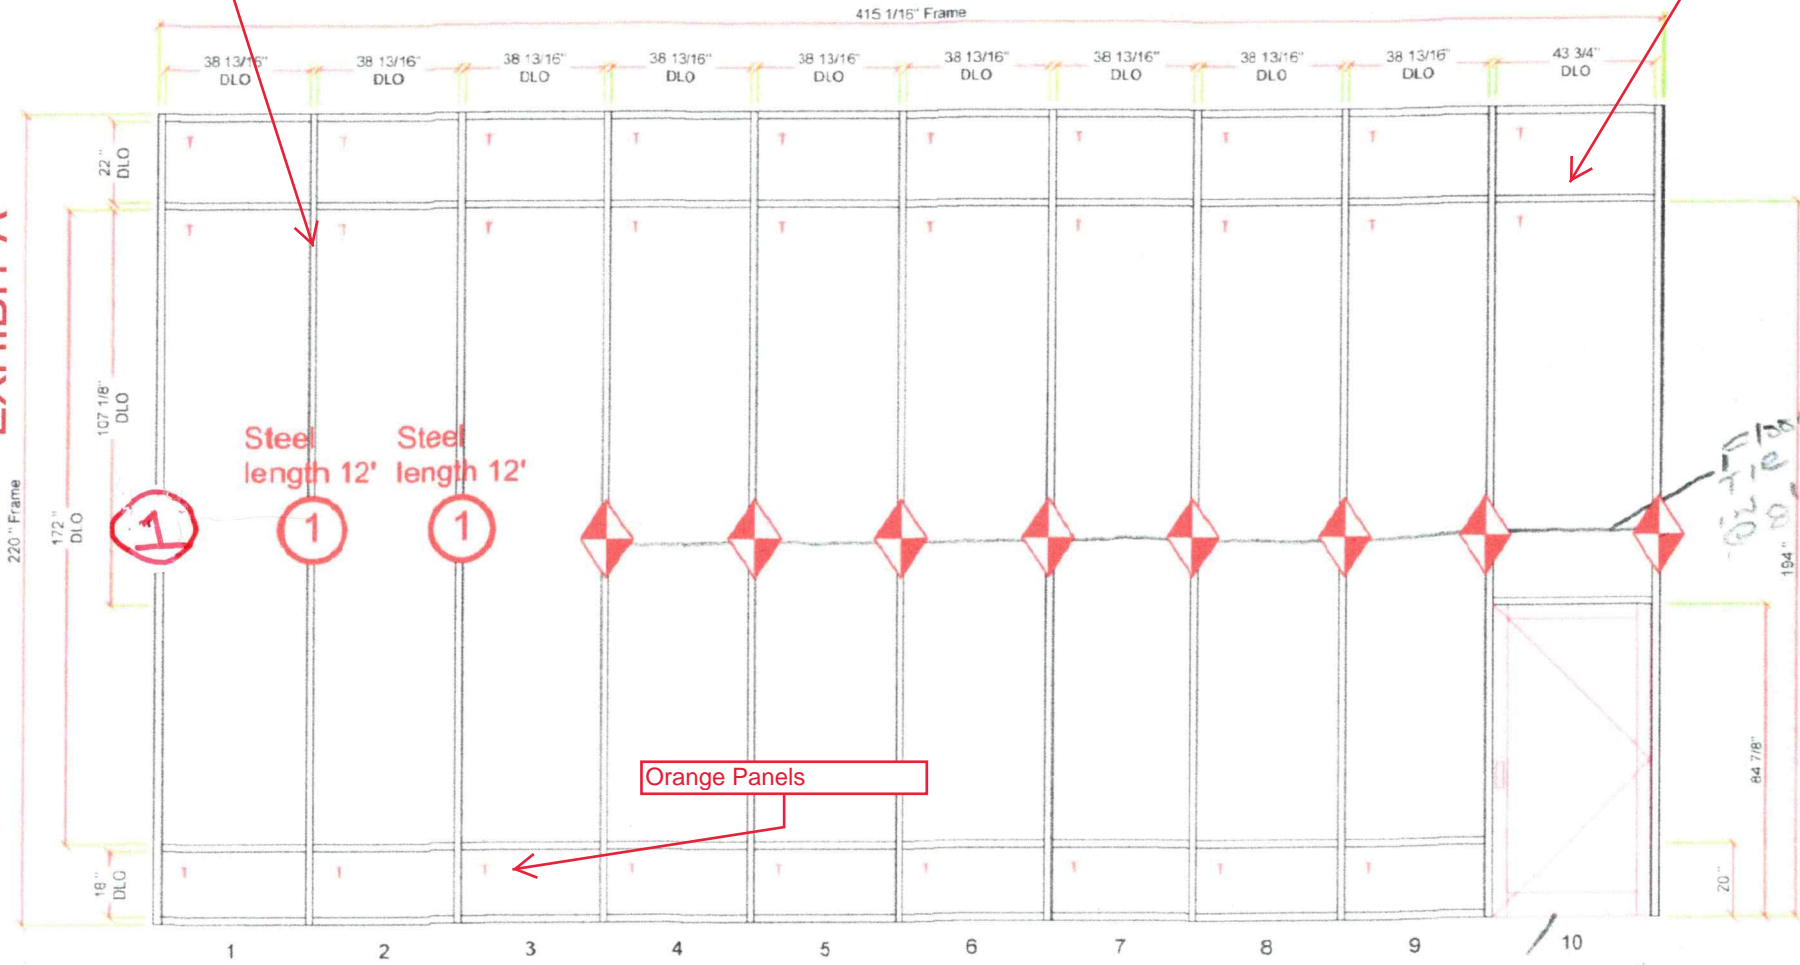 415 1/16" Frame
38 13/16"
DLO
38 13/16"
DLO
38 13/16"
DLO
38 13/16"
DLO
38 13/16"
DLO
38 13/16"
DLO
38 13/16"
DLO
38 13/16"
DLO
38 13/16"
DLO
43 3/4"
DLO
T T T T T T T T T T
22 "
DLO
T T T T T T T T T T
EXHIBIT A
107 1/8"
DLO
220 " Frame
172 "
DLO
Steel
length 12'
Steel
length 12'
1
1
1
194 "
Orange Panels
84 7/8"
T T T T T T T T T
18 "
DLO
20 "
1 2 3 4 5 6 7 8 9 10